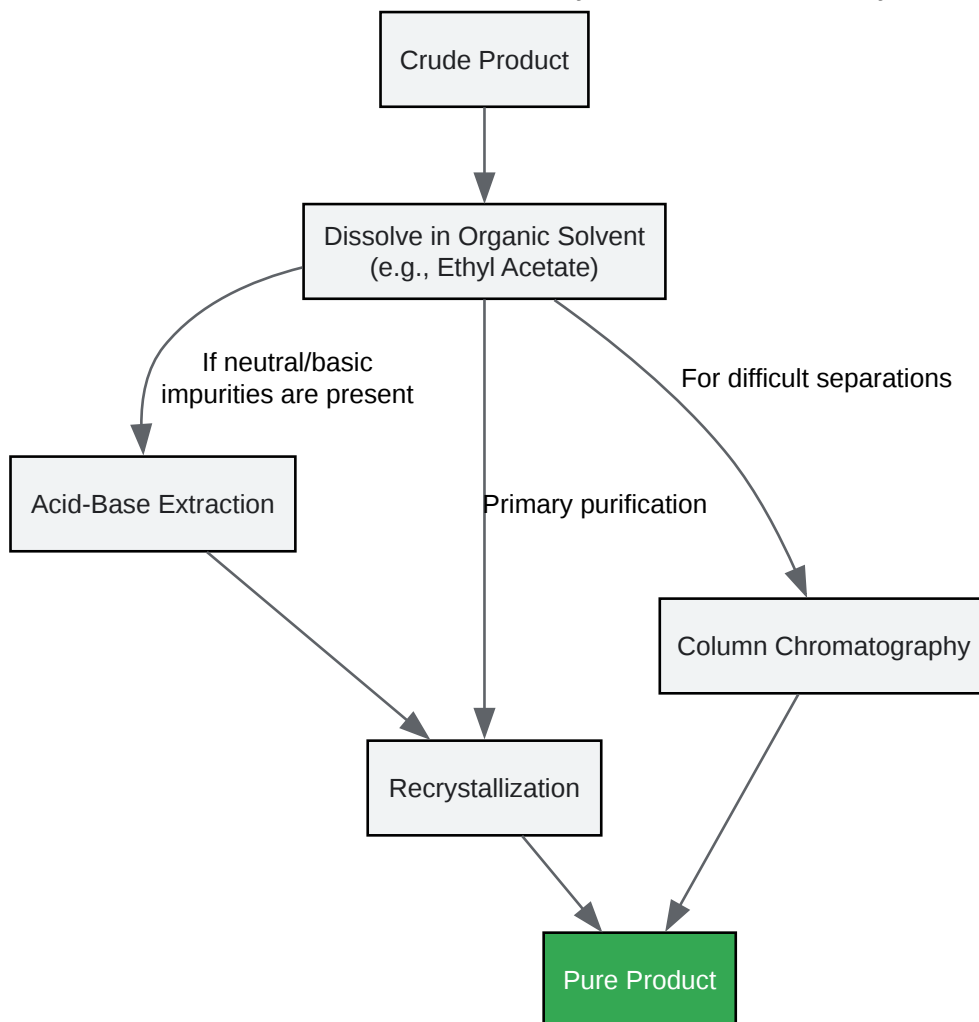 Crude Product
Dissolve in Organic Solvent
(e.g., Ethyl Acetate)
If neutral/basic
impurities are present
For difficult separations
Acid-Base Extraction
Primary purification
Column Chromatography
Recrystallization
Pure Product